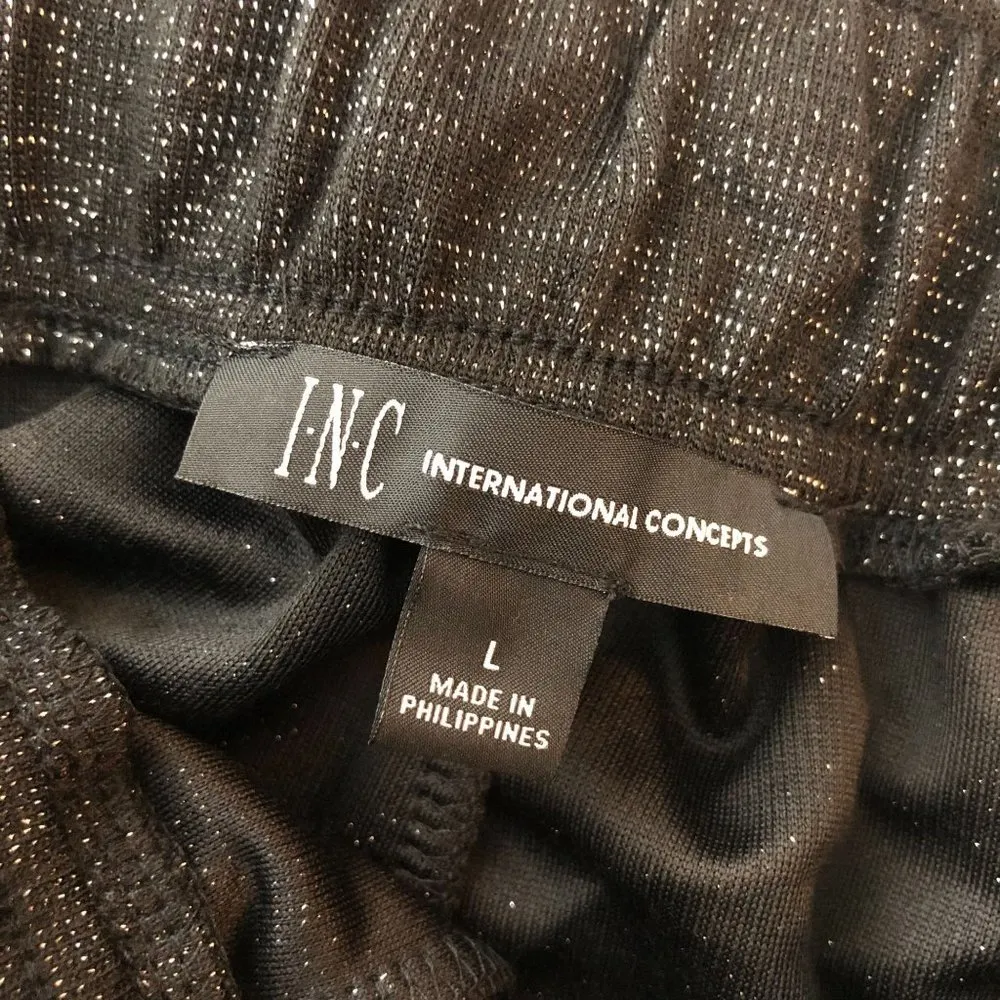 I·N·C INTERNATIONAL CONCEPTS
L
MADE IN
PHILIPPINES